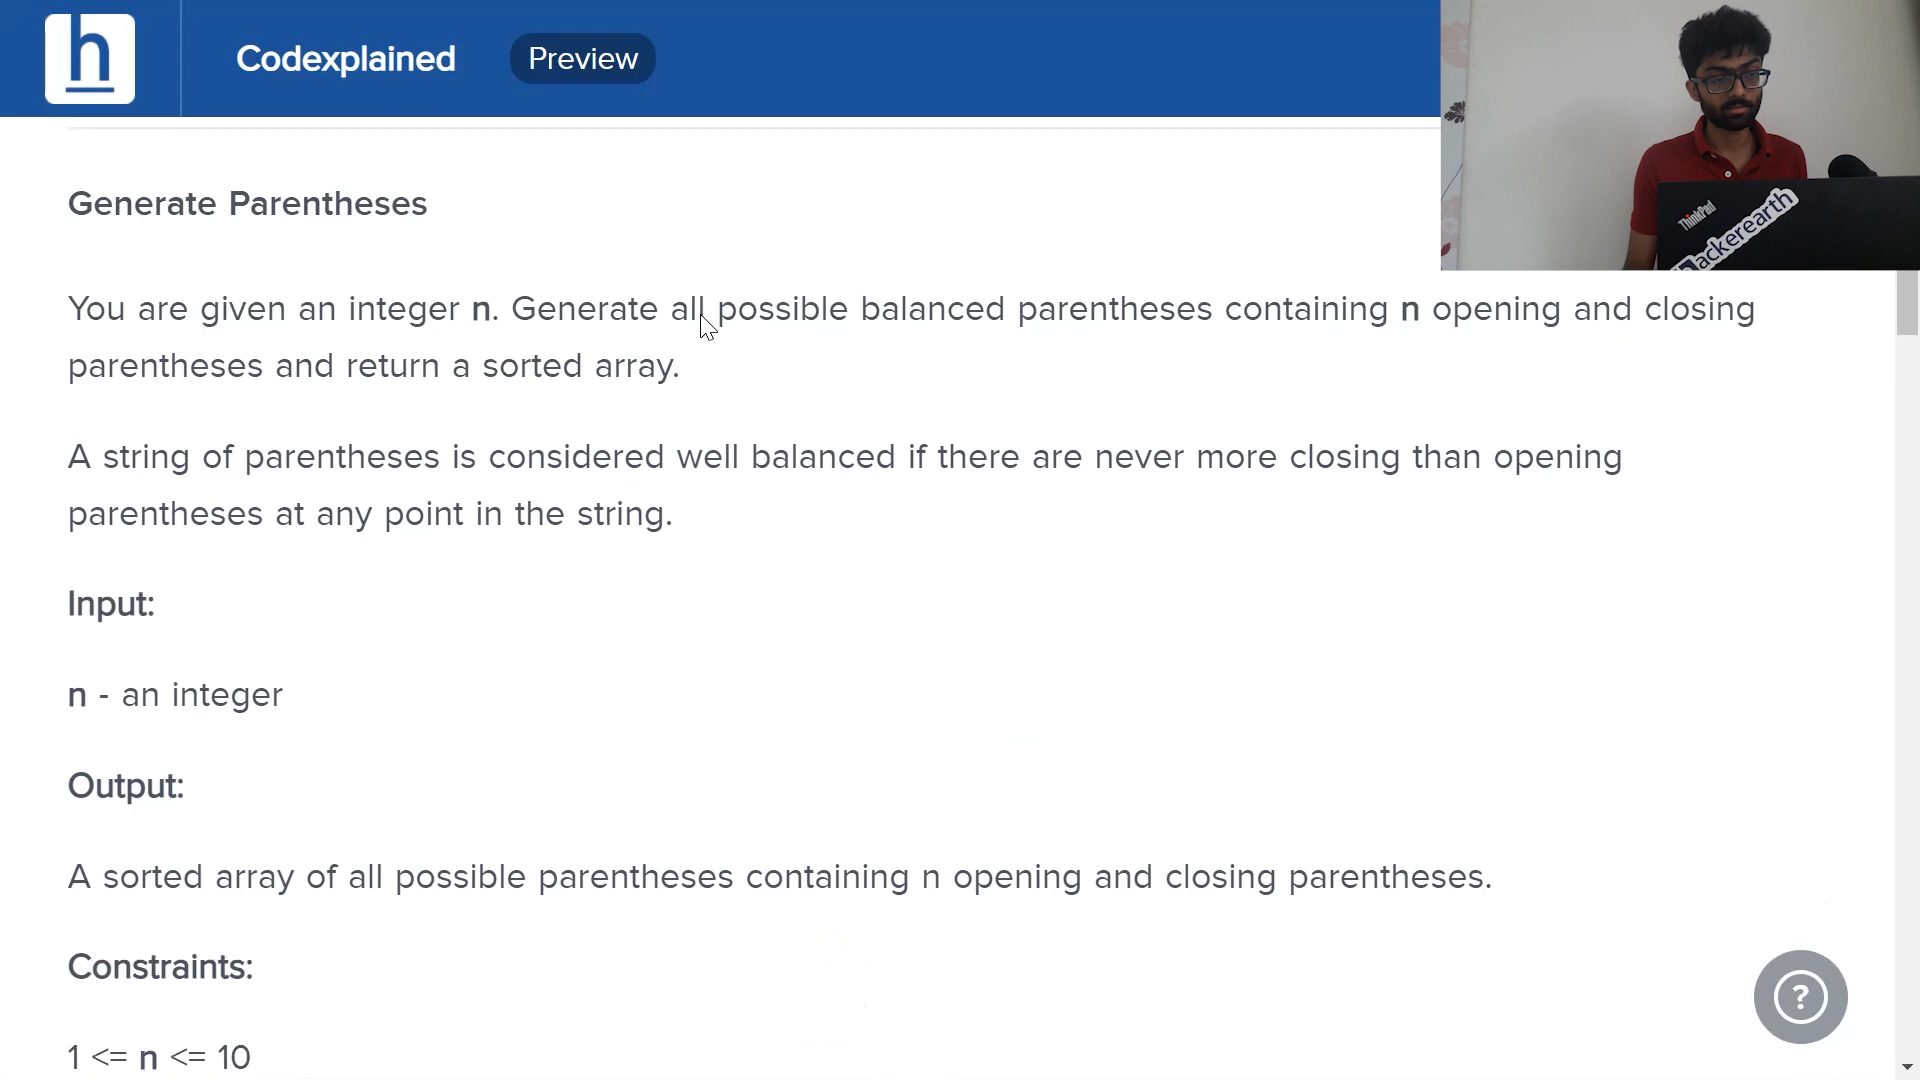 h
Codexplained
Preview
Generate Parentheses
You are given an integer n. Generate all possible balanced parentheses containing n opening and closing
parentheses and return a sorted array.
A string of parentheses is considered well balanced if there are never more closing than opening
parentheses at any point in the string.
Input:
n - an integer
Output:
A sorted array of all possible parentheses containing n opening and closing parentheses.
Constraints:
1 <= n <= 10
ThinkPad
hackerearth
?